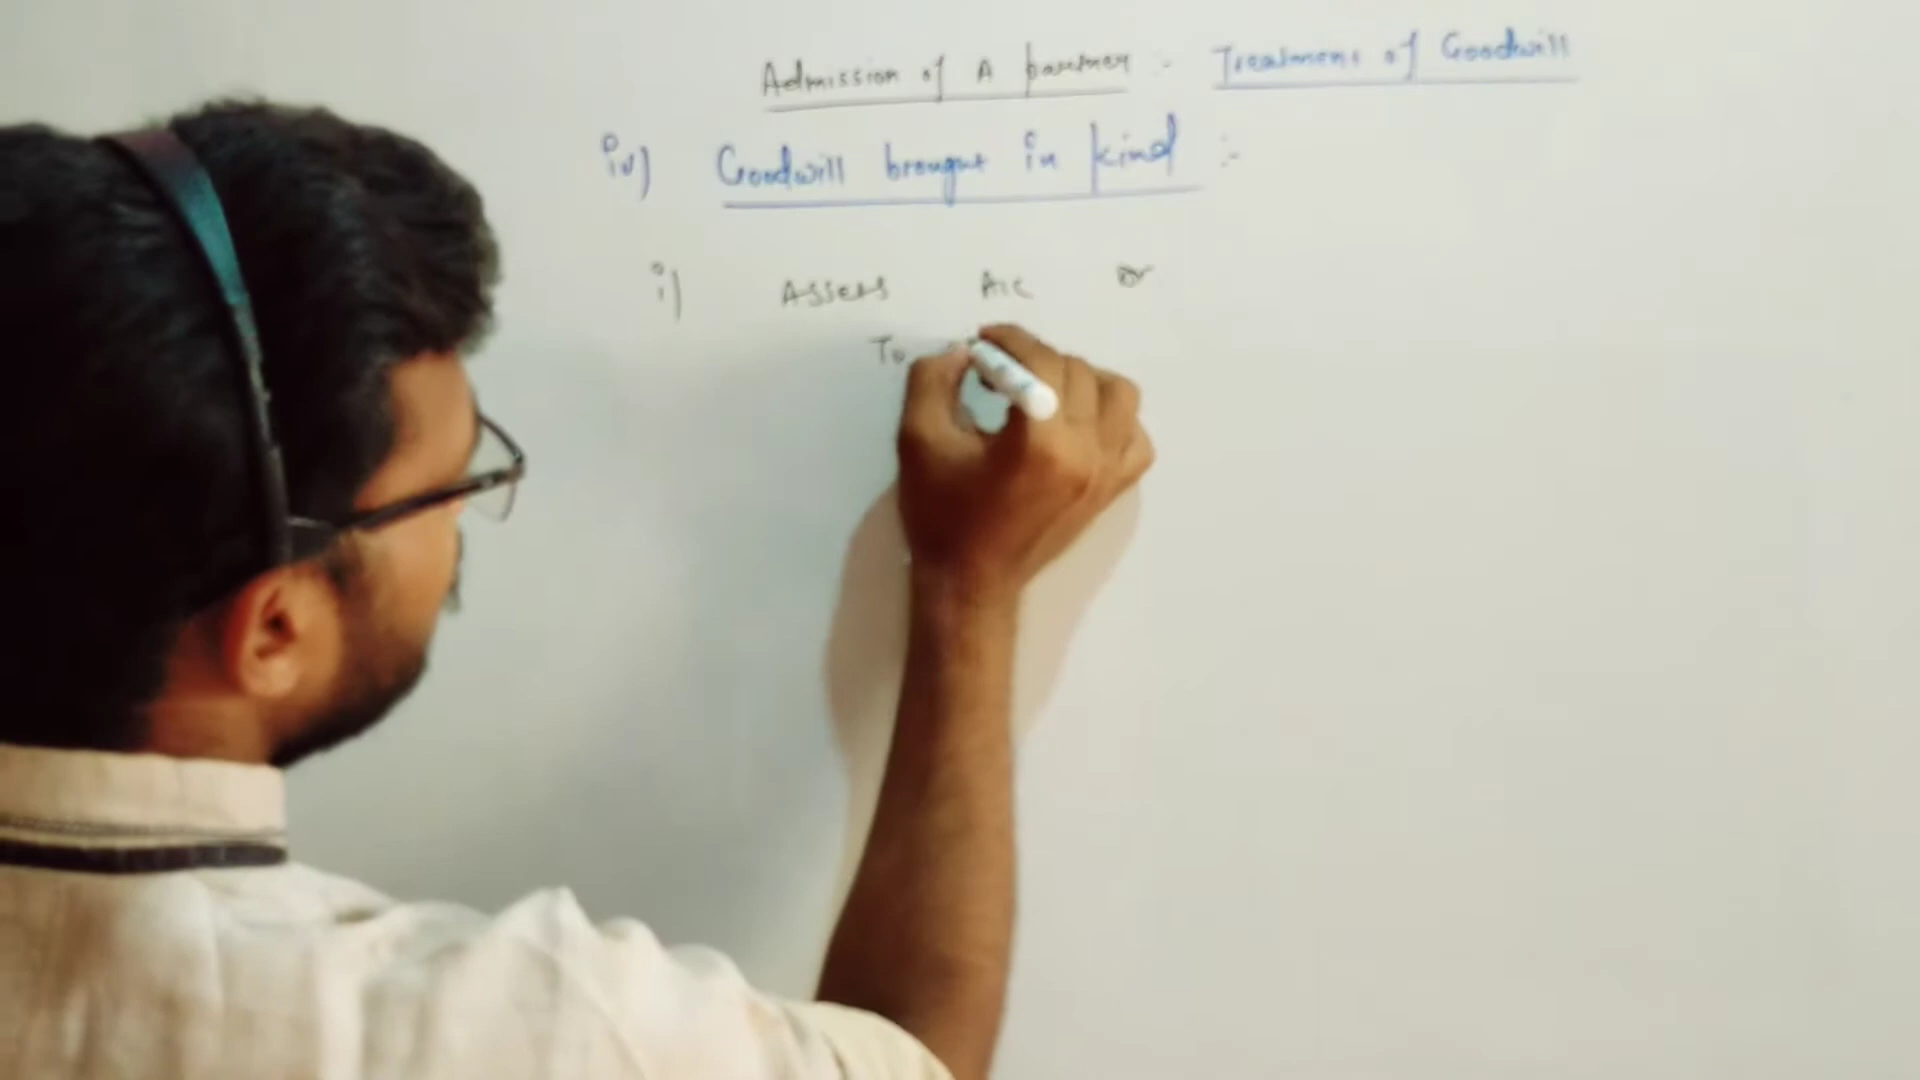 Admission of A partner :- Treatment of Goodwill
iv) Goodwill brought in kind :-
i) Assets A/c Dr
To